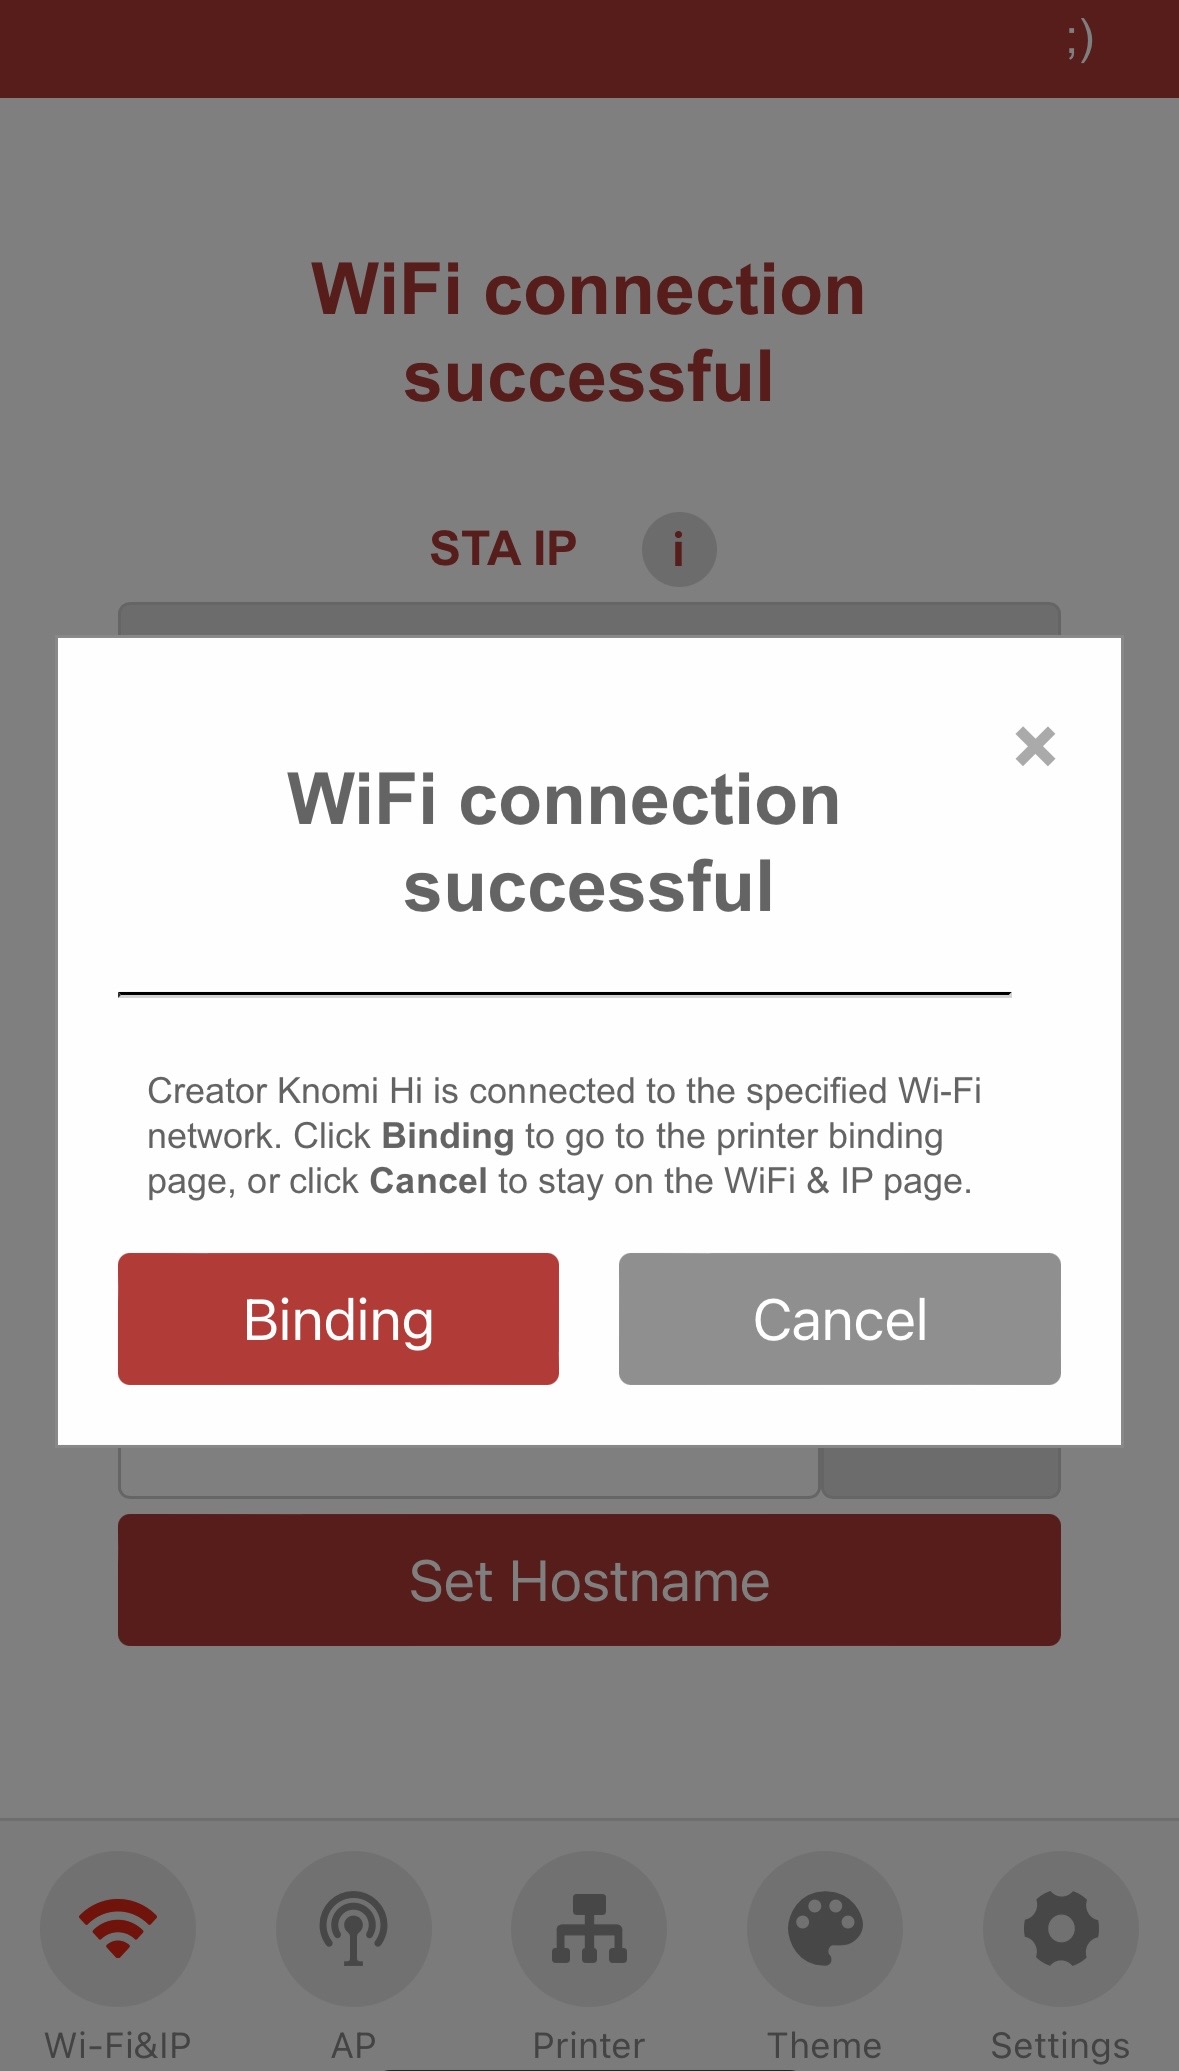 ;)
WiFi connection
successful
STA IP i
×
WiFi connection
successful
Creator Knomi Hi is connected to the specified Wi-Fi
network. Click Binding to go to the printer binding
page, or click Cancel to stay on the WiFi & IP page.
Binding Cancel
Set Hostname
Wi-Fi&IP AP Printer Theme Settings